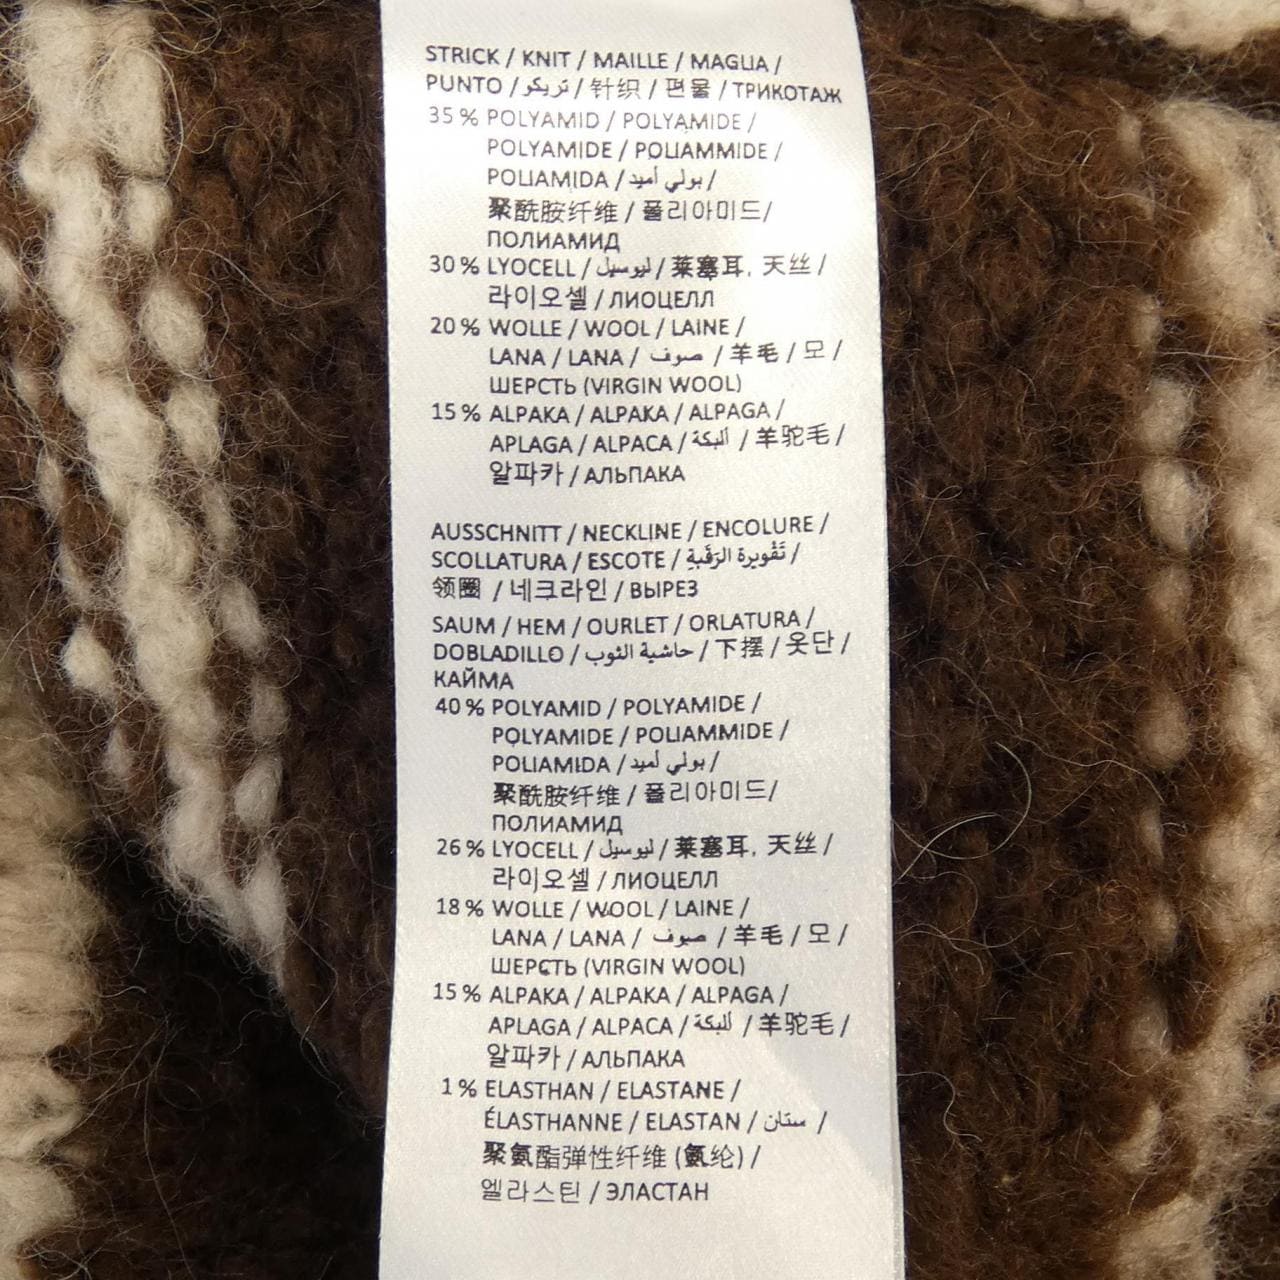 STRICK / KNIT / MAILLE / MAGLIA /
PUNTO / تريكو / 针织 / 편물 / ТРИКОТАЖ
35 % POLYAMID / POLYAMIDE /
POLYAMIDE / POLIAMMIDE /
POLIAMIDA / بولي أميد /
聚酰胺纤维 / 폴리아미드/
ПОЛИАМИД
30 % LYOCELL / ليوسيل / 莱塞耳, 天丝 /
라이오셀 / ЛИОЦЕЛЛ
20 % WOLLE / WOOL / LAINE /
LANA / LANA / صوف / 羊毛 / 모 /
ШЕРСТЬ (VIRGIN WOOL)
15 % ALPAKA / ALPAKA / ALPAGA /
APLAGA / ALPACA / ألبكة / 羊驼毛 /
알파카 / АЛЬПАКА
AUSSCHNITT / NECKLINE / ENCOLURE /
SCOLLATURA / ESCOTE / تَقْويرة الرَقَبةِ /
领圈 / 네크라인 / ВЫРЕЗ
SAUM / HEM / OURLET / ORLATURA /
DOBLADILLO / حاشية الثوب / 下摆 / 옷단 /
КАЙМА
40 % POLYAMID / POLYAMIDE /
POLYAMIDE / POLIAMMIDE /
POLIAMIDA / بولي أميد /
聚酰胺纤维 / 폴리아미드/
ПОЛИАМИД
26 % LYOCELL / ليوسيل / 莱塞耳, 天丝 /
라이오셀 / ЛИОЦЕЛЛ
18 % WOLLE / WOOL / LAINE /
LANA / LANA / صوف / 羊毛 / 모 /
ШЕРСТЬ (VIRGIN WOOL)
15 % ALPAKA / ALPAKA / ALPAGA /
APLAGA / ALPACA / ألبكة / 羊驼毛 /
알파카 / АЛЬПАКА
1 % ELASTHAN / ELASTANE /
ÉLASTHANNE / ELASTAN / ستان /
聚氨酯弹性纤维 (氨纶) /
엘라스틴 / ЭЛАСТАН